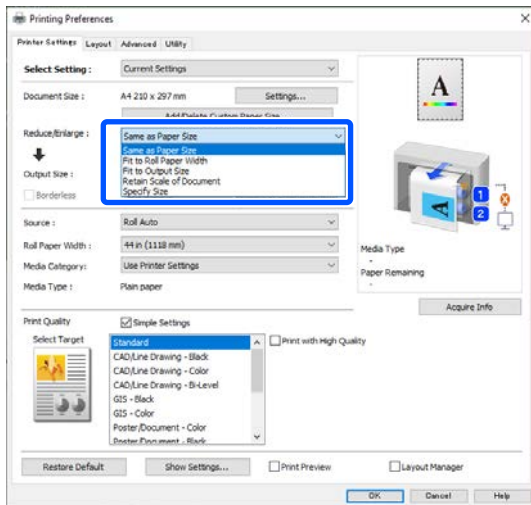 Printing Preferences
Printer Settings Layout Advanced Utility
Select Setting : Current Settings
Document Size : A4 210 x 297 mm Settings...
Add/Delete Custom Paper Size...
Reduce/Enlarge : Same as Paper Size
Same as Paper Size
Fit to Roll Paper Width
Fit to Output Size
Retain Scale of Document
Specify Size
Output Size :
Borderless
Source : Roll Auto
Roll Paper Width : 44 in (1118 mm)
Media Category: Use Printer Settings
Media Type : Plain paper
A
A
1
2
Media Type
-
Paper Remaining
-
Acquire Info
Print Quality Simple Settings
Select Target
Standard
CAD/Line Drawing - Black
CAD/Line Drawing - Color
CAD/Line Drawing - Bi-Level
GIS - Black
GIS - Color
Poster/Document - Color
Poster/Document - Black
Print with High Quality
Restore Default Show Settings... Print Preview Layout Manager
OK Cancel Help